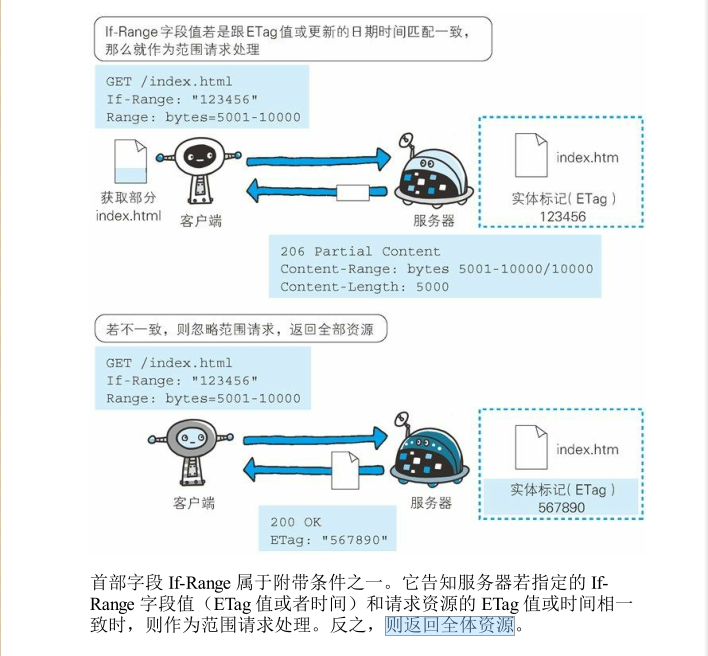 If-Range字段值若是跟ETag值或更新的日期时间匹配一致，
那么就作为范围请求处理
GET /index.html
If-Range: "123456"
Range: bytes=5001-10000
获取部分
index.html
客户端
服务器
index.htm
实体标记（ETag）
123456
206 Partial Content
Content-Range: bytes 5001-10000/10000
Content-Length: 5000
若不一致，则忽略范围请求，返回全部资源
GET /index.html
If-Range: "123456"
Range: bytes=5001-10000
客户端
服务器
index.htm
实体标记（ETag）
567890
200 OK
ETag: "567890"
首部字段 If-Range 属于附带条件之一。它告知服务器若指定的 If-
Range 字段值（ETag 值或者时间）和请求资源的 ETag 值或时间相一
致时，则作为范围请求处理。反之，则返回全体资源。